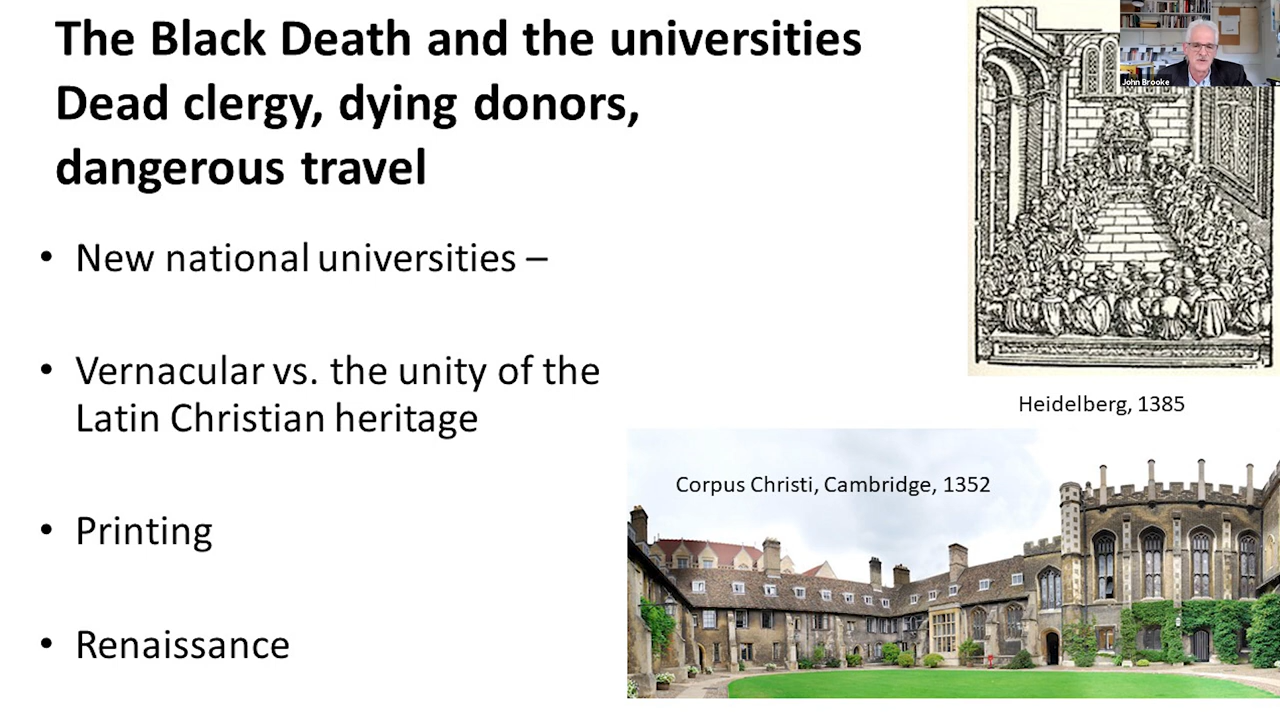 The Black Death and the universities
Dead clergy, dying donors,
dangerous travel
• New national universities –
• Vernacular vs. the unity of the
Latin Christian heritage
• Printing
• Renaissance
John Brooke
Heidelberg, 1385
Corpus Christi, Cambridge, 1352